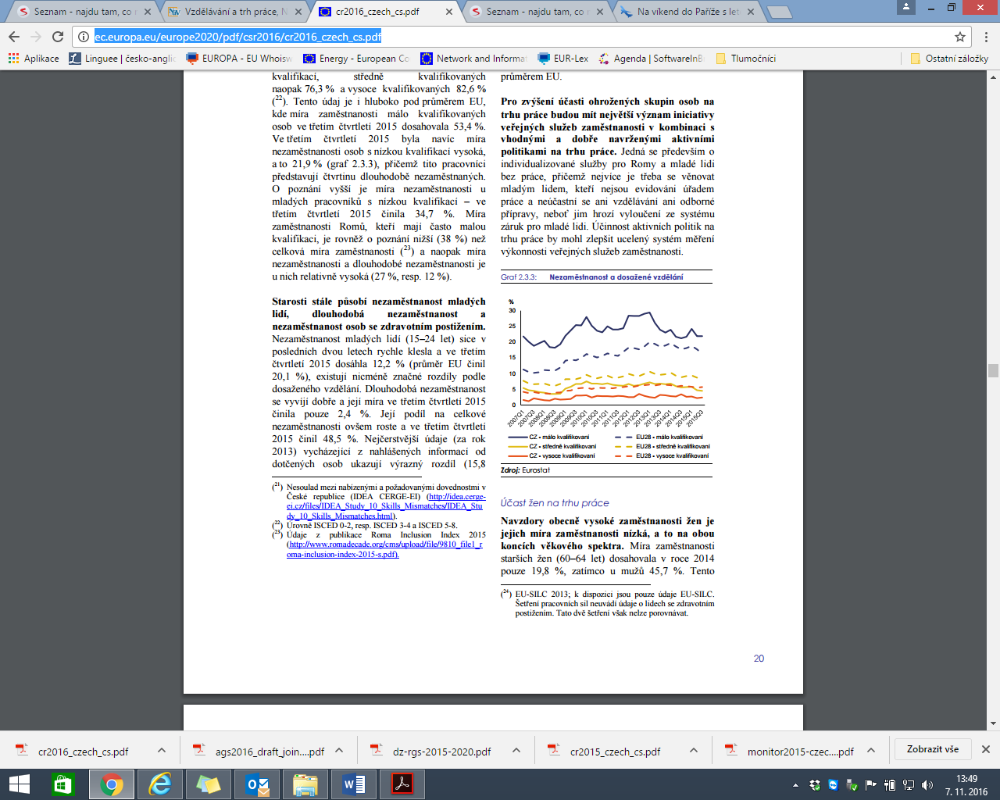 Seznam - najdu tam, co n
Vzdělávání a trh práce, N
cr2016_czech_cs.pdf
Seznam - najdu tam, co n
Na víkend do Paříže s let
ec.europa.eu/europe2020/pdf/csr2016/cr2016_czech_cs.pdf
Aplikace
Linguee | česko-anglic
EUROPA - EU Whoisw
Energy - European Co
Network and Informat
EUR-Lex
Agenda | SoftwareInB
Tlumočníci
Ostatní záložky
kvalifikací, středně kvalifikovaných
naopak 76,3 % a vysoce kvalifikovaných 82,6 %
(22). Tento údaj je i hluboko pod průměrem EU,
kde míra zaměstnanosti málo kvalifikovaných
osob ve třetím čtvrtletí 2015 dosahovala 53,4 %.
Ve třetím čtvrtletí 2015 byla navíc míra
nezaměstnanosti osob s nízkou kvalifikací vysoká,
a to 21,9 % (graf 2.3.3), přičemž tito pracovníci
představují čtvrtinu dlouhodobě nezaměstnaných.
O poznání vyšší je míra nezaměstnanosti u
mladých pracovníků s nízkou kvalifikací – ve
třetím čtvrtletí 2015 činila 34,7 %. Míra
zaměstnanosti Romů, kteří mají často malou
kvalifikaci, je rovněž o poznání nižší (38 %) než
celková míra zaměstnanosti (23) a naopak míra
nezaměstnanosti a dlouhodobé nezaměstnanosti je
u nich relativně vysoká (27 %, resp. 12 %).
Starosti stále působí nezaměstnanost mladých
lidí, dlouhodobá nezaměstnanost a
nezaměstnanost osob se zdravotním postižením.
Nezaměstnanost mladých lidí (15–24 let) sice v
posledních dvou letech rychle klesla a ve třetím
čtvrtletí 2015 dosáhla 12,2 % (průměr EU činil
20,1 %), existují nicméně značné rozdíly podle
dosaženého vzdělání. Dlouhodobá nezaměstnanost
se vyvíjí dobře a její míra ve třetím čtvrtletí 2015
činila pouze 2,4 %. Její podíl na celkové
nezaměstnanosti ovšem roste a ve třetím čtvrtletí
2015 činil 48,5 %. Nejčerstvější údaje (za rok
2013) vycházející z nahlášených informací od
dotčených osob ukazují výrazný rozdíl (15,8
(21) Nesoulad mezi nabízenými a požadovanými dovednostmi v
České republice (IDEA CERGE-EI) (http://idea.cerge-
ei.cz/files/IDEA_Study_10_Skills_Mismatches/IDEA_Stu
dy_10_Skills_Mismatches.html).
(22) Úrovně ISCED 0-2, resp. ISCED 3-4 a ISCED 5-8.
(23) Údaje z publikace Roma Inclusion Index 2015
(http://www.romadecade.org/cms/upload/file/9810_file1_r
oma-inclusion-index-2015-s.pdf).
průměrem EU.
Pro zvýšení účasti ohrožených skupin osob na
trhu práce budou mít největší význam iniciativy
veřejných služeb zaměstnanosti v kombinaci s
vhodnými a dobře navrženými aktivními
politikami na trhu práce. Jedná se především o
individualizované služby pro Romy a mladé lidi
bez práce, přičemž nejvíce je třeba se věnovat
mladým lidem, kteří nejsou evidováni úřadem
práce a neúčastní se ani vzdělávání ani odborné
přípravy, neboť jim hrozí vyloučení ze systému
záruk pro mladé lidi. Účinnost aktivních politik na
trhu práce by mohl zlepšit ucelený systém měření
výkonnosti veřejných služeb zaměstnanosti.
Graf 2.3.3: Nezaměstnanost a dosažené vzdělání
%
30
25
20
15
10
5
0
2007Q1 2007Q3 2008Q1 2008Q3 2009Q1 2009Q3 2010Q1 2010Q3 2011Q1 2011Q3 2012Q1 2012Q3 2013Q1 2013Q3 2014Q1 2014Q3 2015Q1 2015Q3
CZ - málo kvalifikovaní EU28 - málo kvalifikovaní
CZ - středně kvalifikovaní EU28 - středně kvalifikovaní
CZ - vysoce kvalifikovaní EU28 - vysoce kvalifikovaní
Zdroj: Eurostat
Účast žen na trhu práce
Navzdory obecně vysoké zaměstnanosti žen je
jejich míra zaměstnanosti nízká, a to na obou
koncích věkového spektra. Míra zaměstnanosti
starších žen (60–64 let) dosahovala v roce 2014
pouze 19,8 %, zatímco u mužů 45,7 %. Tento
(24) EU-SILC 2013; k dispozici jsou pouze údaje EU-SILC.
Šetření pracovních sil neuvádí údaje o lidech se zdravotním
postižením. Tato dvě šetření však nelze porovnávat.
20
cr2016_czech_cs.pdf
ags2016_draft_join....pdf
dz-rgs-2015-2020.pdf
cr2015_czech_cs.pdf
monitor2015-czec....pdf
Zobrazit vše
13:49
7. 11. 2016